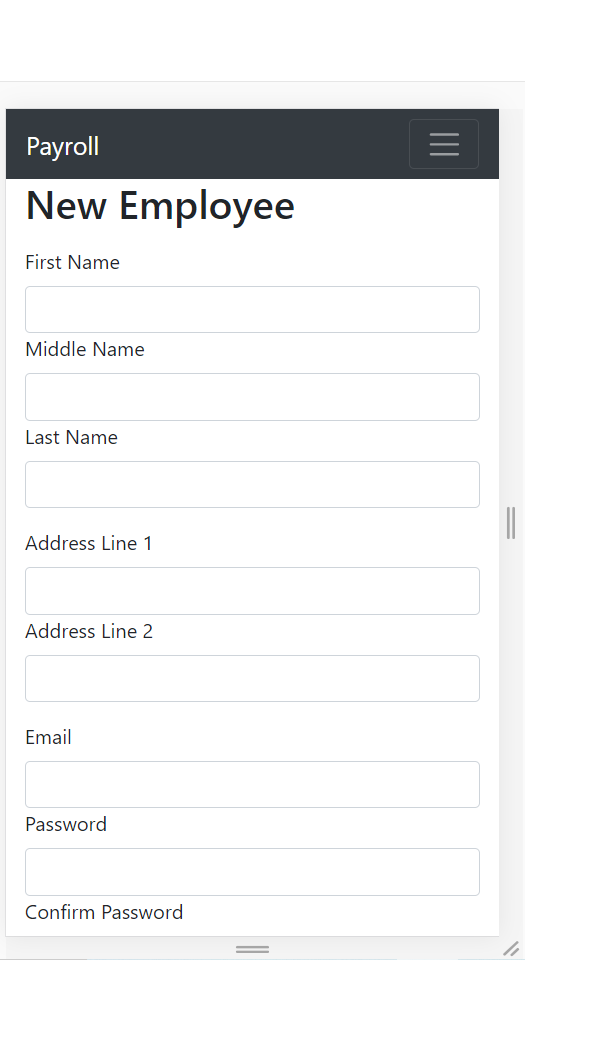 Payroll
New Employee
First Name
Middle Name
Last Name
Address Line 1
Address Line 2
Email
Password
Confirm Password